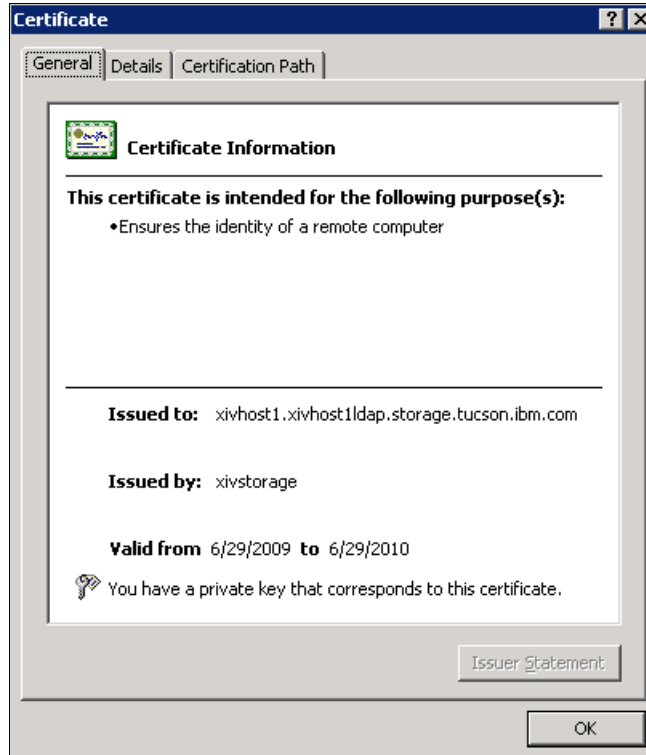 Certificate
General Details Certification Path
Certificate Information
This certificate is intended for the following purpose(s):
•Ensures the identity of a remote computer
Issued to: xivhost1.xivhost1ldap.storage.tucson.ibm.com
Issued by: xivstorage
Valid from 6/29/2009 to 6/29/2010
You have a private key that corresponds to this certificate.
Issuer Statement
OK